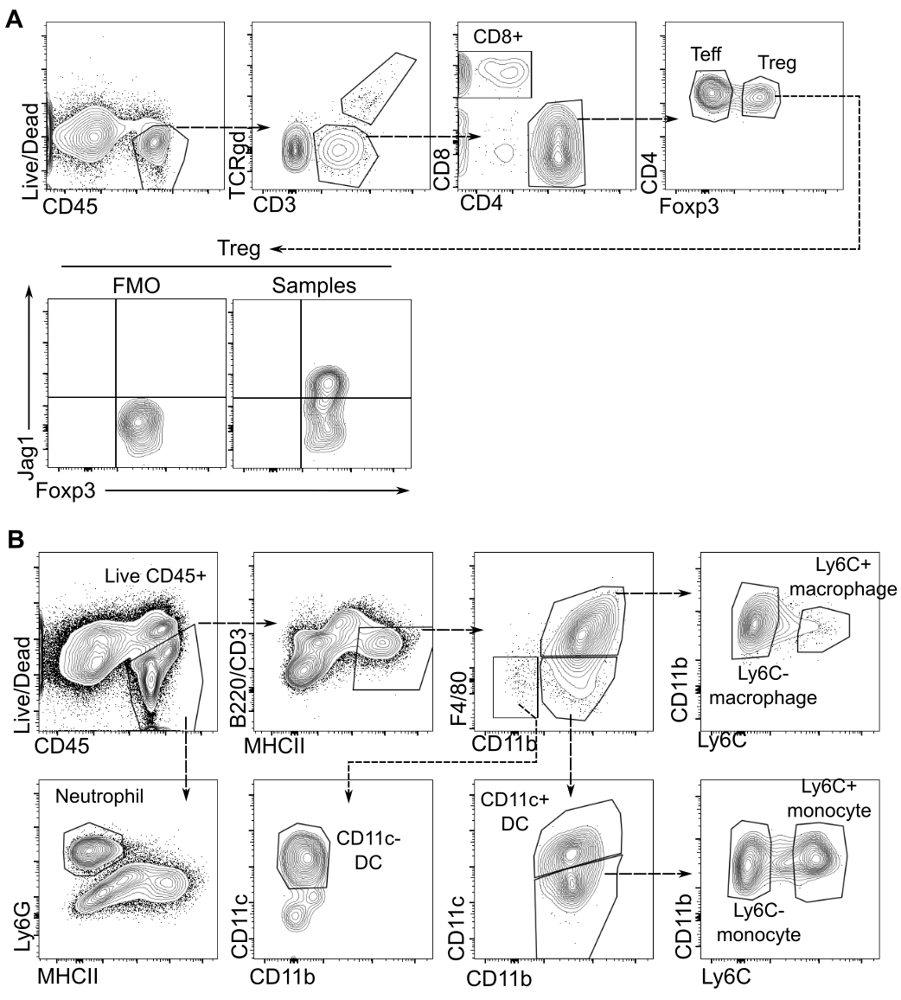 A
Live/Dead
CD45
TCRgd
CD3
CD8+
CD8
CD4
Teff
Treg
CD4
Foxp3
Treg
FMO
Samples
Jag1
Foxp3
B
Live CD45+
Live/Dead
CD45
B220/CD3
MHCII
F4/80
CD11b
Ly6C+
macrophage
Ly6C-
macrophage
CD11b
Ly6C
Neutrophil
Ly6G
MHCII
CD11c-
DC
CD11c
CD11b
CD11c+
DC
CD11c
CD11b
Ly6C+
monocyte
Ly6C-
monocyte
CD11b
Ly6C